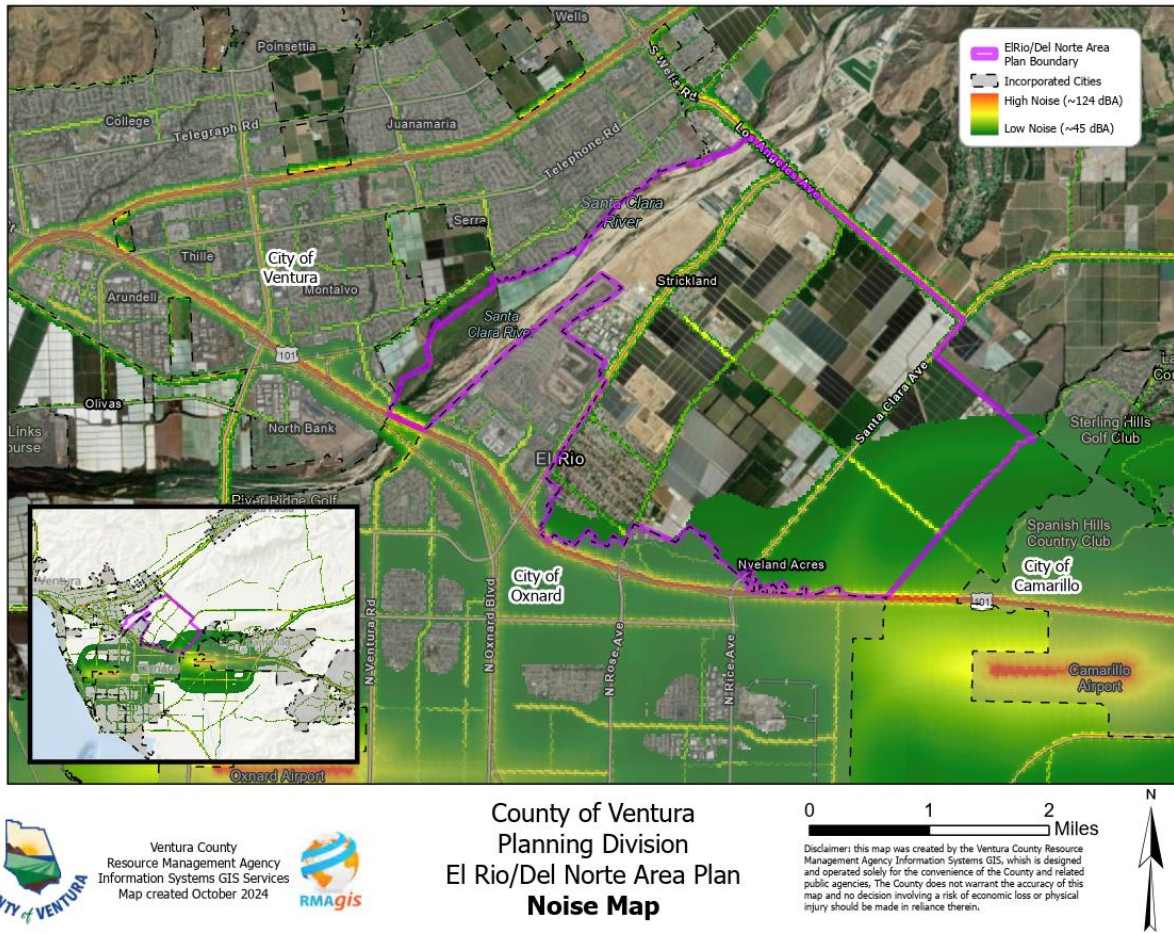 Wells
Poinsettia
S Wells Rd
College
Telegraph Rd
Juanamaria
Telephone Rd
Los Angeles Ave
ElRio/Del Norte Area
Plan Boundary
Incorporated Cities
High Noise (~124 dBA)
Low Noise (~45 dBA)
Santa Clara
River
Serra
Thille
City of
Ventura
Montalvo
Strickland
Arundell
Santa
Clara River
101
Olivas
Links
ourse
North Bank
Santa Clara Ave
El Rio
Sterling Hills
Golf Club
River Ridge Golf
Spanish Hills
Country Club
Ventura
City of
Oxnard
Nyeland Acres
City of
Camarillo
101
N Ventura Rd
N Oxnard Blvd
N Rose Ave
N Rice Ave
Camarillo
Airport
Oxnard Airport
COUNTY of VENTURA
Ventura County
Resource Management Agency
Information Systems GIS Services
Map created October 2024
RMAgis
County of Ventura
Planning Division
El Rio/Del Norte Area Plan
Noise Map
0 1 2
Miles
Disclaimer: this map was created by the Ventura County Resource
Management Agency Information Systems GIS, which is designed
and operated solely for the convenience of the County and related
public agencies, The County does not warrant the accuracy of this
map and no decision involving a risk of economic loss or physical
injury should be made in reliance therein.
N